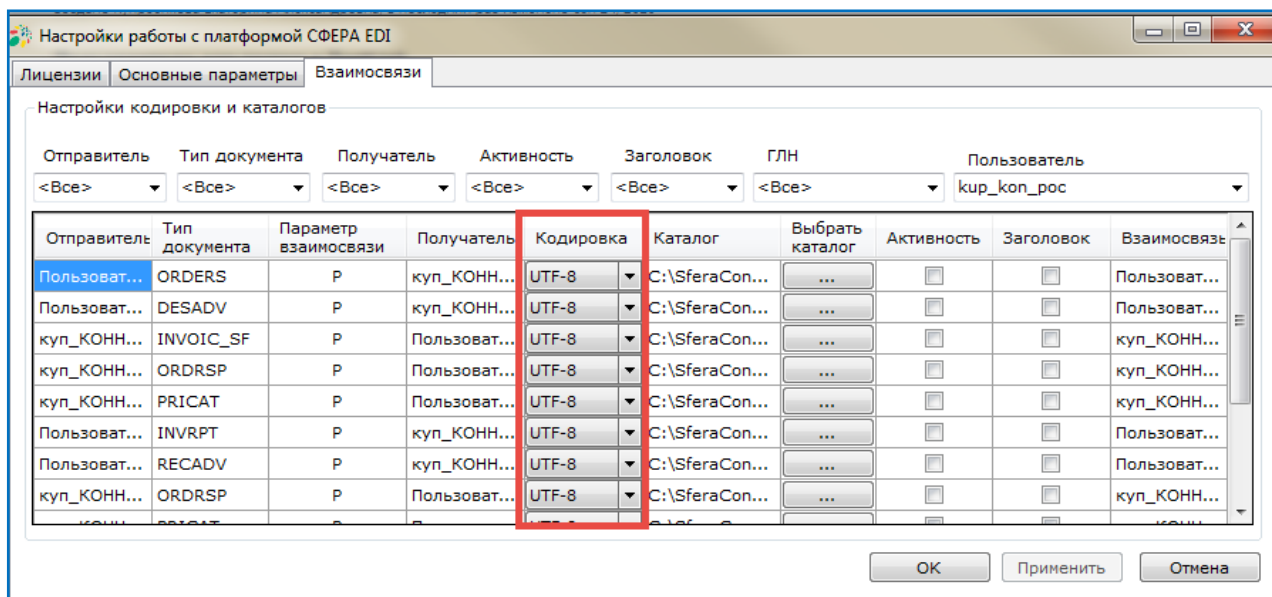 Настройки работы с платформой СФЕРА EDI
Лицензии Основные параметры Взаимосвязи
Настройки кодировки и каталогов
Отправитель Тип документа Получатель Активность Заголовок ГЛН Пользователь
<Все> <Все> <Все> <Все> <Все> <Все> kup_kon_poc
Отправитель Тип документа Параметр взаимосвязи Получатель Кодировка Каталог Выбрать каталог Активность Заголовок Взаимосвязь
Пользоват... ORDERS P куп_КОНН... UTF-8 C:\SferaCon... ... Пользоват...
Пользоват... DESADV P куп_КОНН... UTF-8 C:\SferaCon... ... Пользоват...
куп_КОНН... INVOIC_SF P Пользоват... UTF-8 C:\SferaCon... ... куп_КОНН...
куп_КОНН... ORDRSP P Пользоват... UTF-8 C:\SferaCon... ... куп_КОНН...
куп_КОНН... PRICAT P Пользоват... UTF-8 C:\SferaCon... ... куп_КОНН...
Пользоват... INVRPT P куп_КОНН... UTF-8 C:\SferaCon... ... Пользоват...
Пользоват... RECADV P куп_КОНН... UTF-8 C:\SferaCon... ... Пользоват...
куп_КОНН... ORDRSP P Пользоват... UTF-8 C:\SferaCon... ... куп_КОНН...
OK Применить Отмена